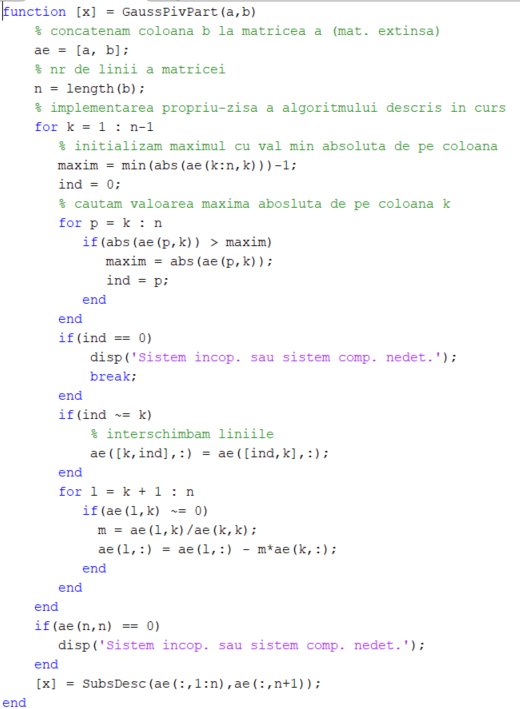 function [x] = GaussPivPart(a,b)
% concatenam coloana b la matricea a (mat. extinsa)
ae = [a, b];
% nr de linii a matricei
n = length(b);
% implementarea propriu-zisa a algoritmului descris in curs
for k = 1 : n-1
% initializam maximul cu val min absoluta de pe coloana
maxim = min(abs(ae(k:n,k)))-1;
ind = 0;
% cautam valoarea maxima abosluta de pe coloana k
for p = k : n
if(abs(ae(p,k)) > maxim)
maxim = abs(ae(p,k));
ind = p;
end
end
if(ind == 0)
disp('Sistem incop. sau sistem comp. nedet.');
break;
end
if(ind ~= k)
% interschimbam liniile
ae([k,ind],:) = ae([ind,k],:);
end
for l = k + 1 : n
if(ae(l,k) ~= 0)
m = ae(l,k)/ae(k,k);
ae(l,:) = ae(l,:) - m*ae(k,:);
end
end
end
if(ae(n,n) == 0)
disp('Sistem incop. sau sistem comp. nedet.');
end
[x] = SubsDesc(ae(:,1:n),ae(:,n+1));
end